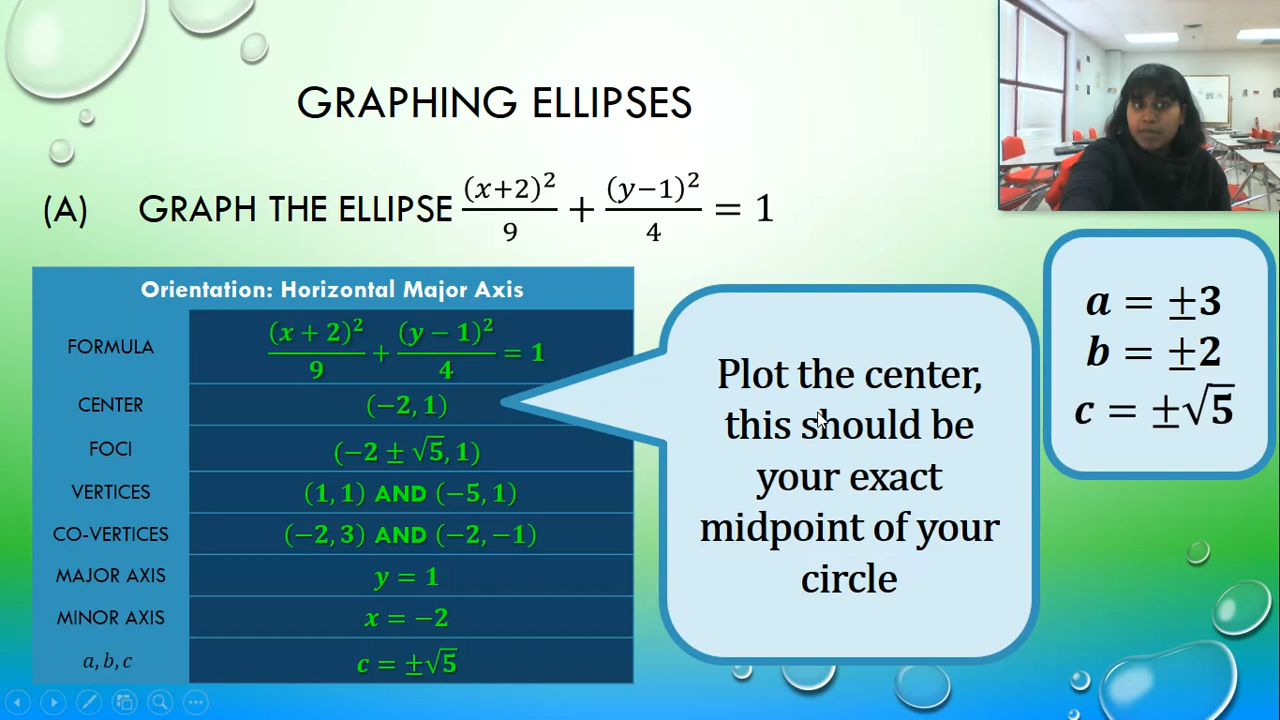 GRAPHING ELLIPSES
(A) GRAPH THE ELLIPSE (x+2)²/9 + (y−1)²/4 = 1
Orientation: Horizontal Major Axis
FORMULA (x + 2)²/9 + (y − 1)²/4 = 1
CENTER (−2, 1)
FOCI (−2 ± √5, 1)
VERTICES (1, 1) AND (−5, 1)
CO-VERTICES (−2, 3) AND (−2, −1)
MAJOR AXIS y = 1
MINOR AXIS x = −2
a, b, c c = ±√5
Plot the center,
this should be
your exact
midpoint of your
circle
a = ±3
b = ±2
c = ±√5